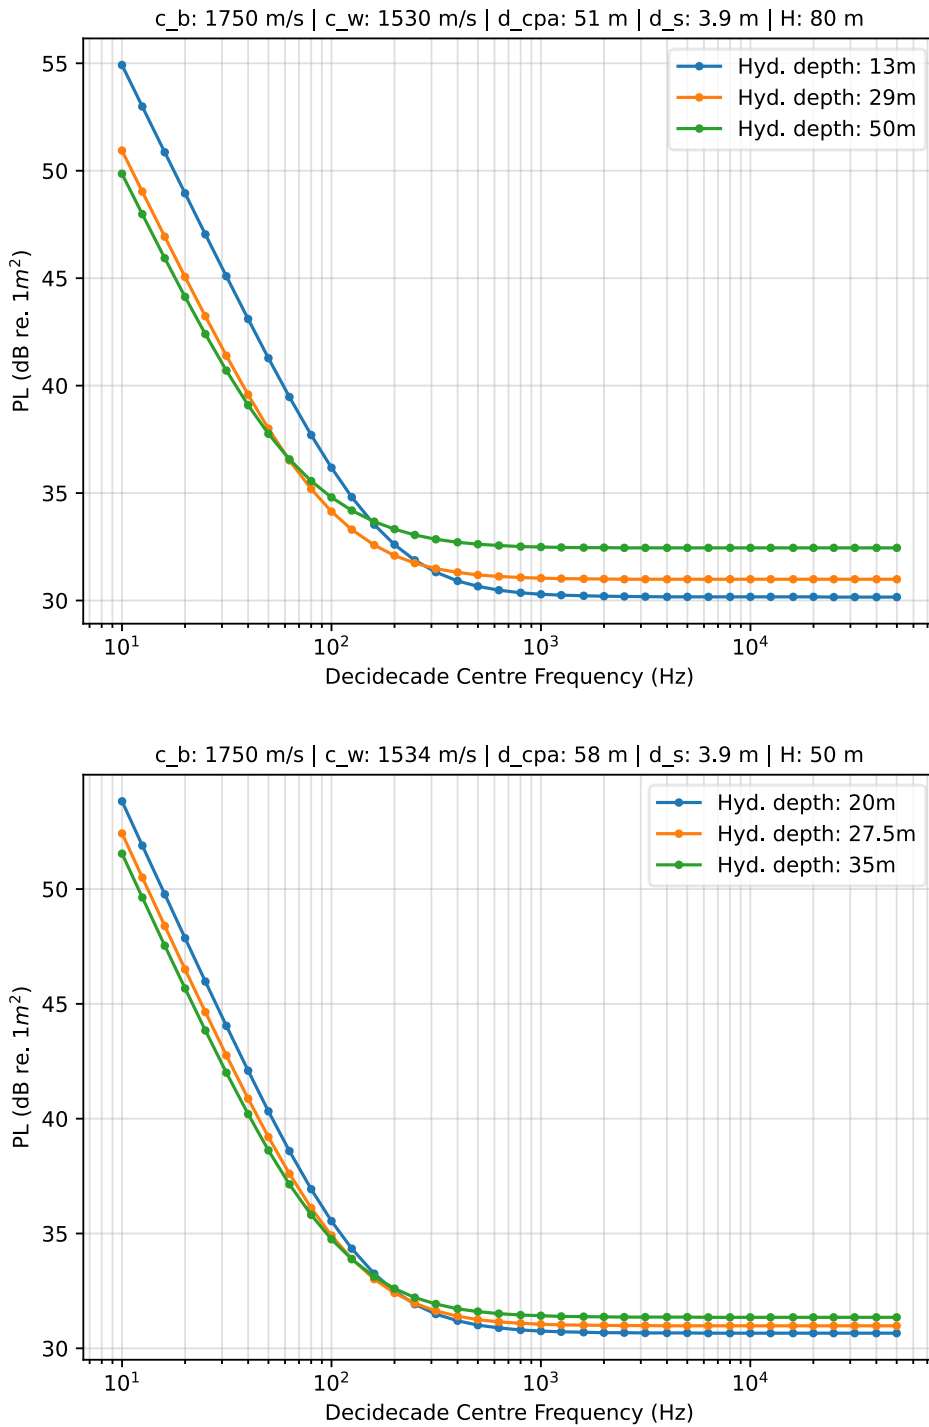 c_b: 1750 m/s | c_w: 1530 m/s | d_cpa: 51 m | d_s: 3.9 m | H: 80 m
55
50
45
40
35
30
PL (dB re. 1m²)
Hyd. depth: 13m
Hyd. depth: 29m
Hyd. depth: 50m
10¹ 10² 10³ 10⁴
Decidecade Centre Frequency (Hz)
c_b: 1750 m/s | c_w: 1534 m/s | d_cpa: 58 m | d_s: 3.9 m | H: 50 m
50
45
40
35
30
PL (dB re. 1m²)
Hyd. depth: 20m
Hyd. depth: 27.5m
Hyd. depth: 35m
10¹ 10² 10³ 10⁴
Decidecade Centre Frequency (Hz)